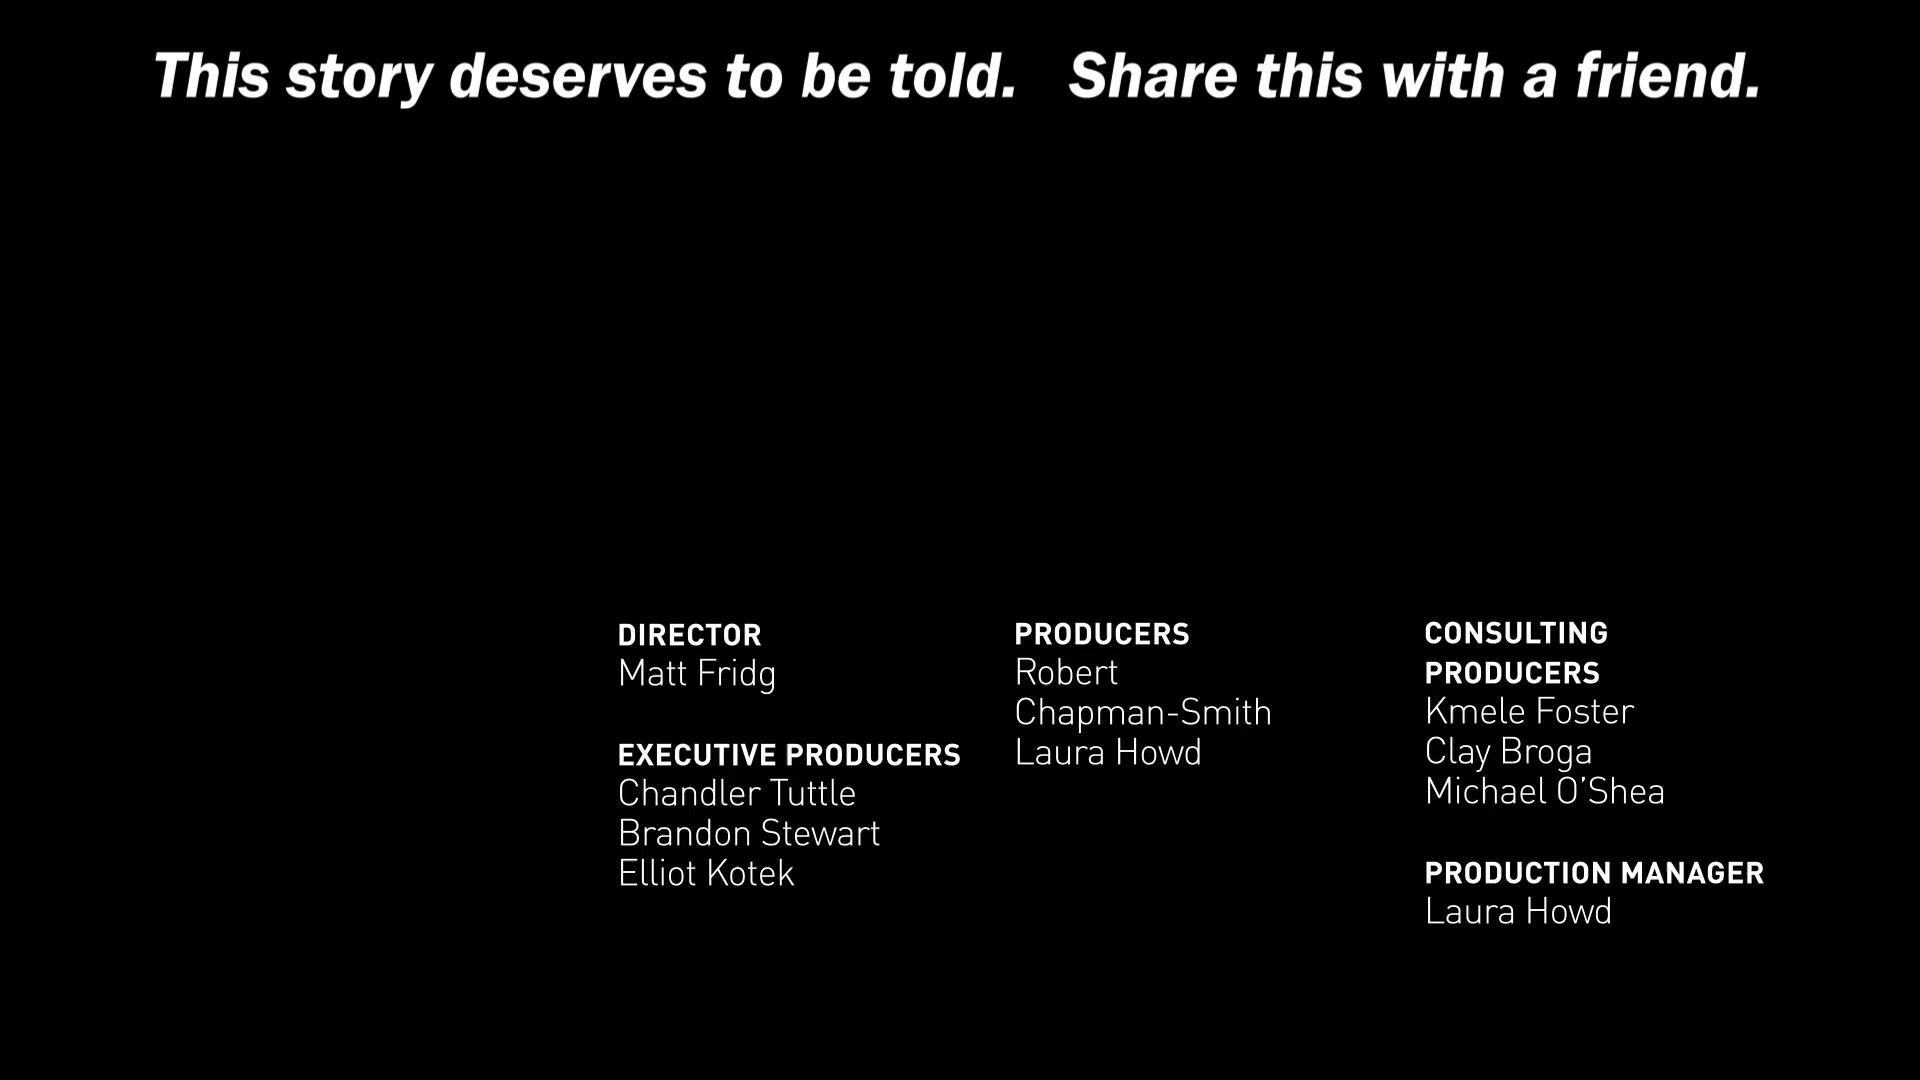 This story deserves to be told. Share this with a friend.
DIRECTOR
Matt Fridg
EXECUTIVE PRODUCERS
Chandler Tuttle
Brandon Stewart
Elliot Kotek
PRODUCERS
Robert
Chapman-Smith
Laura Howd
CONSULTING
PRODUCERS
Kmele Foster
Clay Broga
Michael O’Shea
PRODUCTION MANAGER
Laura Howd